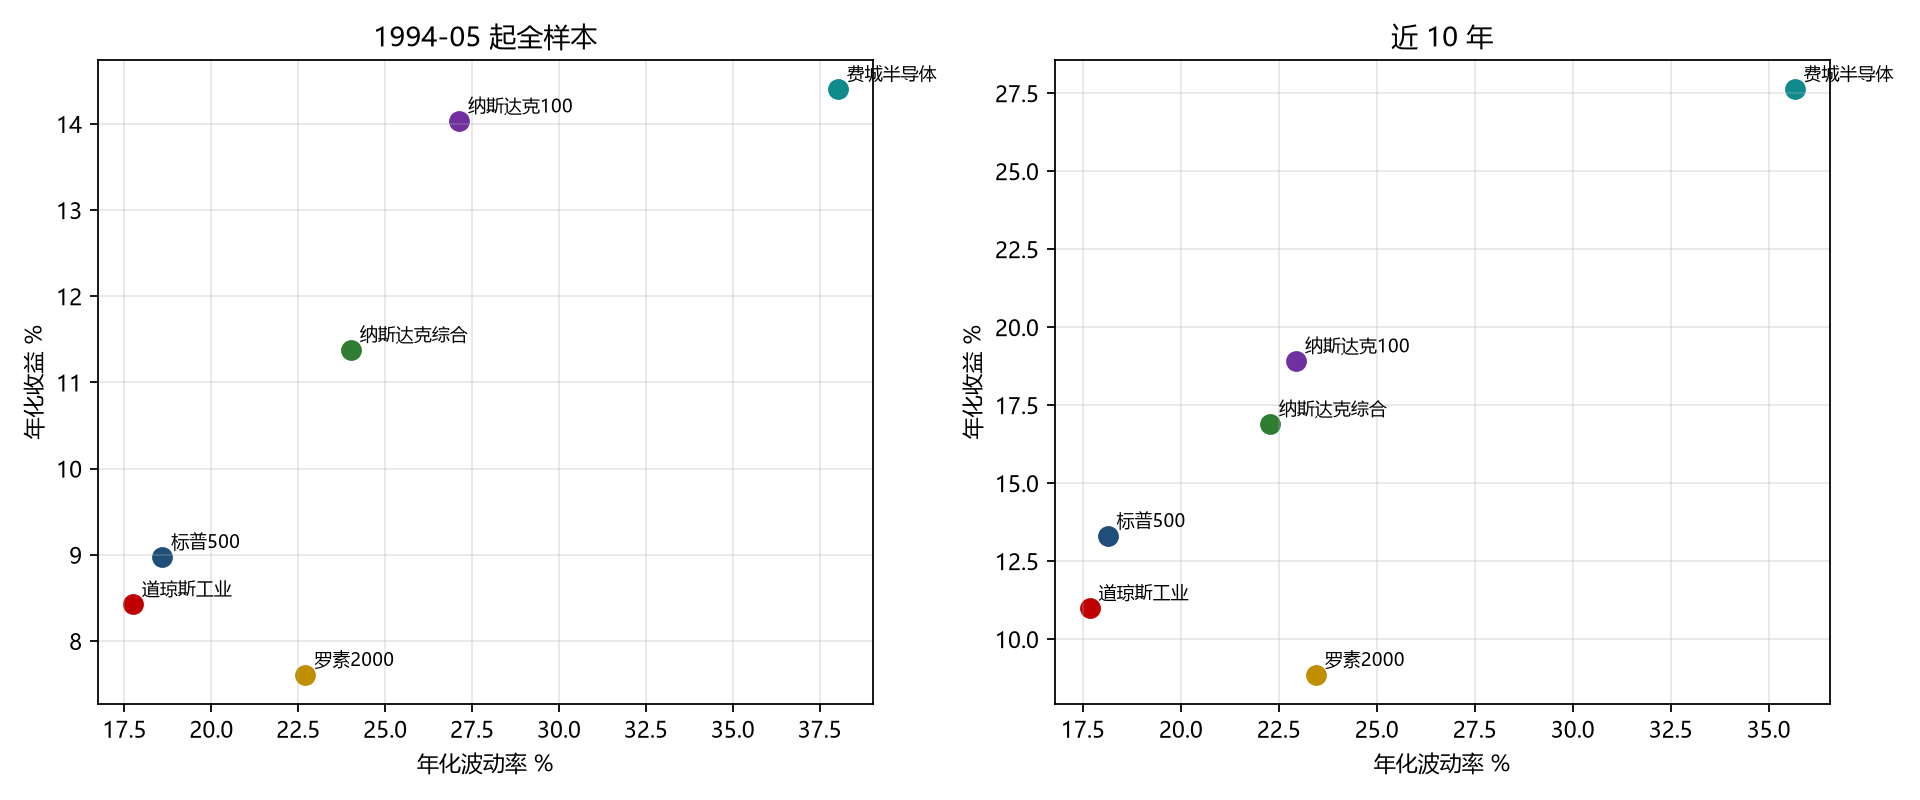 1994-05 起全样本
年化收益 %
14
13
12
11
10
9
8
费城半导体
纳斯达克100
纳斯达克综合
标普500
道琼斯工业
罗素2000
17.5
20.0
22.5
25.0
27.5
30.0
32.5
35.0
37.5
年化波动率 %
近 10 年
年化收益 %
27.5
25.0
22.5
20.0
17.5
15.0
12.5
10.0
费城半导体
纳斯达克100
纳斯达克综合
标普500
道琼斯工业
罗素2000
17.5
20.0
22.5
25.0
27.5
30.0
32.5
35.0
年化波动率 %